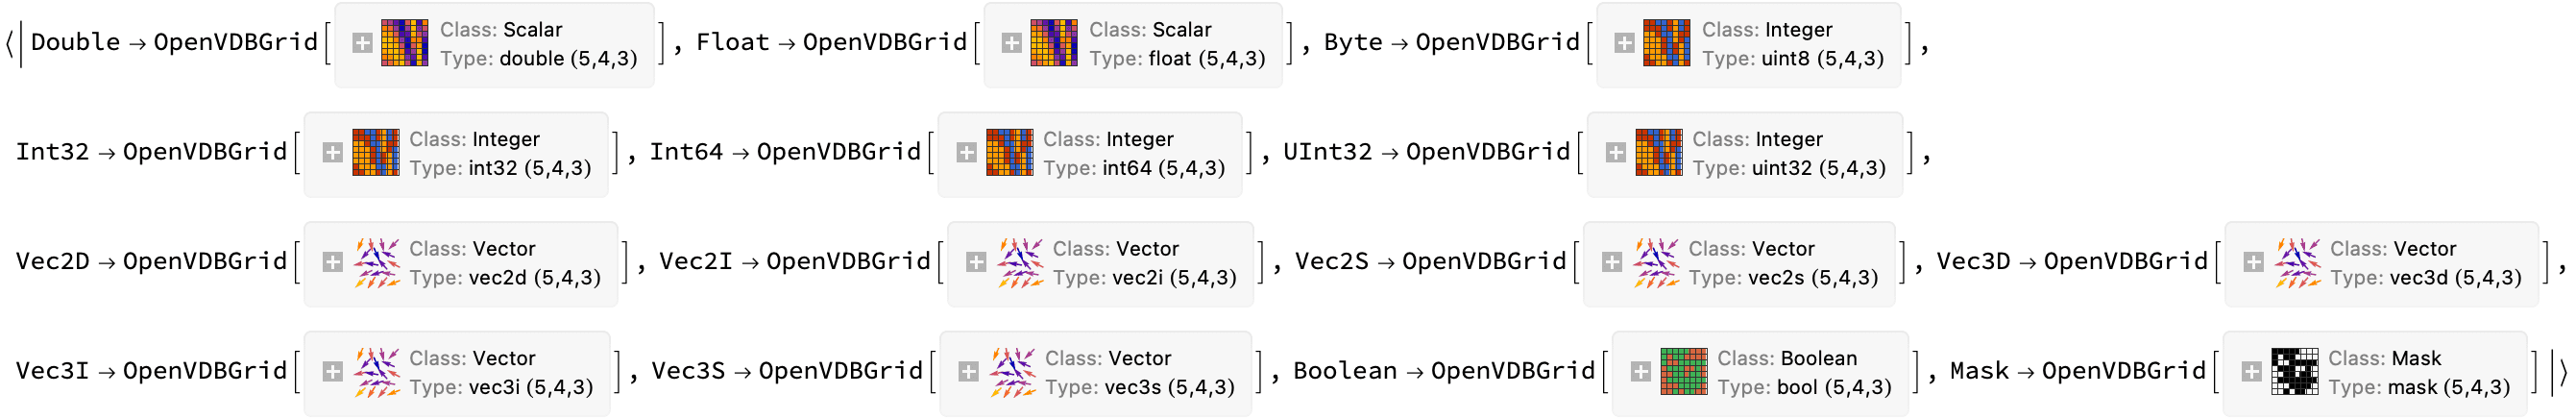 <|Double → OpenVDBGrid[ Class: Scalar Type: double (5,4,3) ], Float → OpenVDBGrid[ Class: Scalar Type: float (5,4,3) ], Byte → OpenVDBGrid[ Class: Integer Type: uint8 (5,4,3) ],
Int32 → OpenVDBGrid[ Class: Integer Type: int32 (5,4,3) ], Int64 → OpenVDBGrid[ Class: Integer Type: int64 (5,4,3) ], UInt32 → OpenVDBGrid[ Class: Integer Type: uint32 (5,4,3) ],
Vec2D → OpenVDBGrid[ Class: Vector Type: vec2d (5,4,3) ], Vec2I → OpenVDBGrid[ Class: Vector Type: vec2i (5,4,3) ], Vec2S → OpenVDBGrid[ Class: Vector Type: vec2s (5,4,3) ], Vec3D → OpenVDBGrid[ Class: Vector Type: vec3d (5,4,3) ],
Vec3I → OpenVDBGrid[ Class: Vector Type: vec3i (5,4,3) ], Vec3S → OpenVDBGrid[ Class: Vector Type: vec3s (5,4,3) ], Boolean → OpenVDBGrid[ Class: Boolean Type: bool (5,4,3) ], Mask → OpenVDBGrid[ Class: Mask Type: mask (5,4,3) ]|>